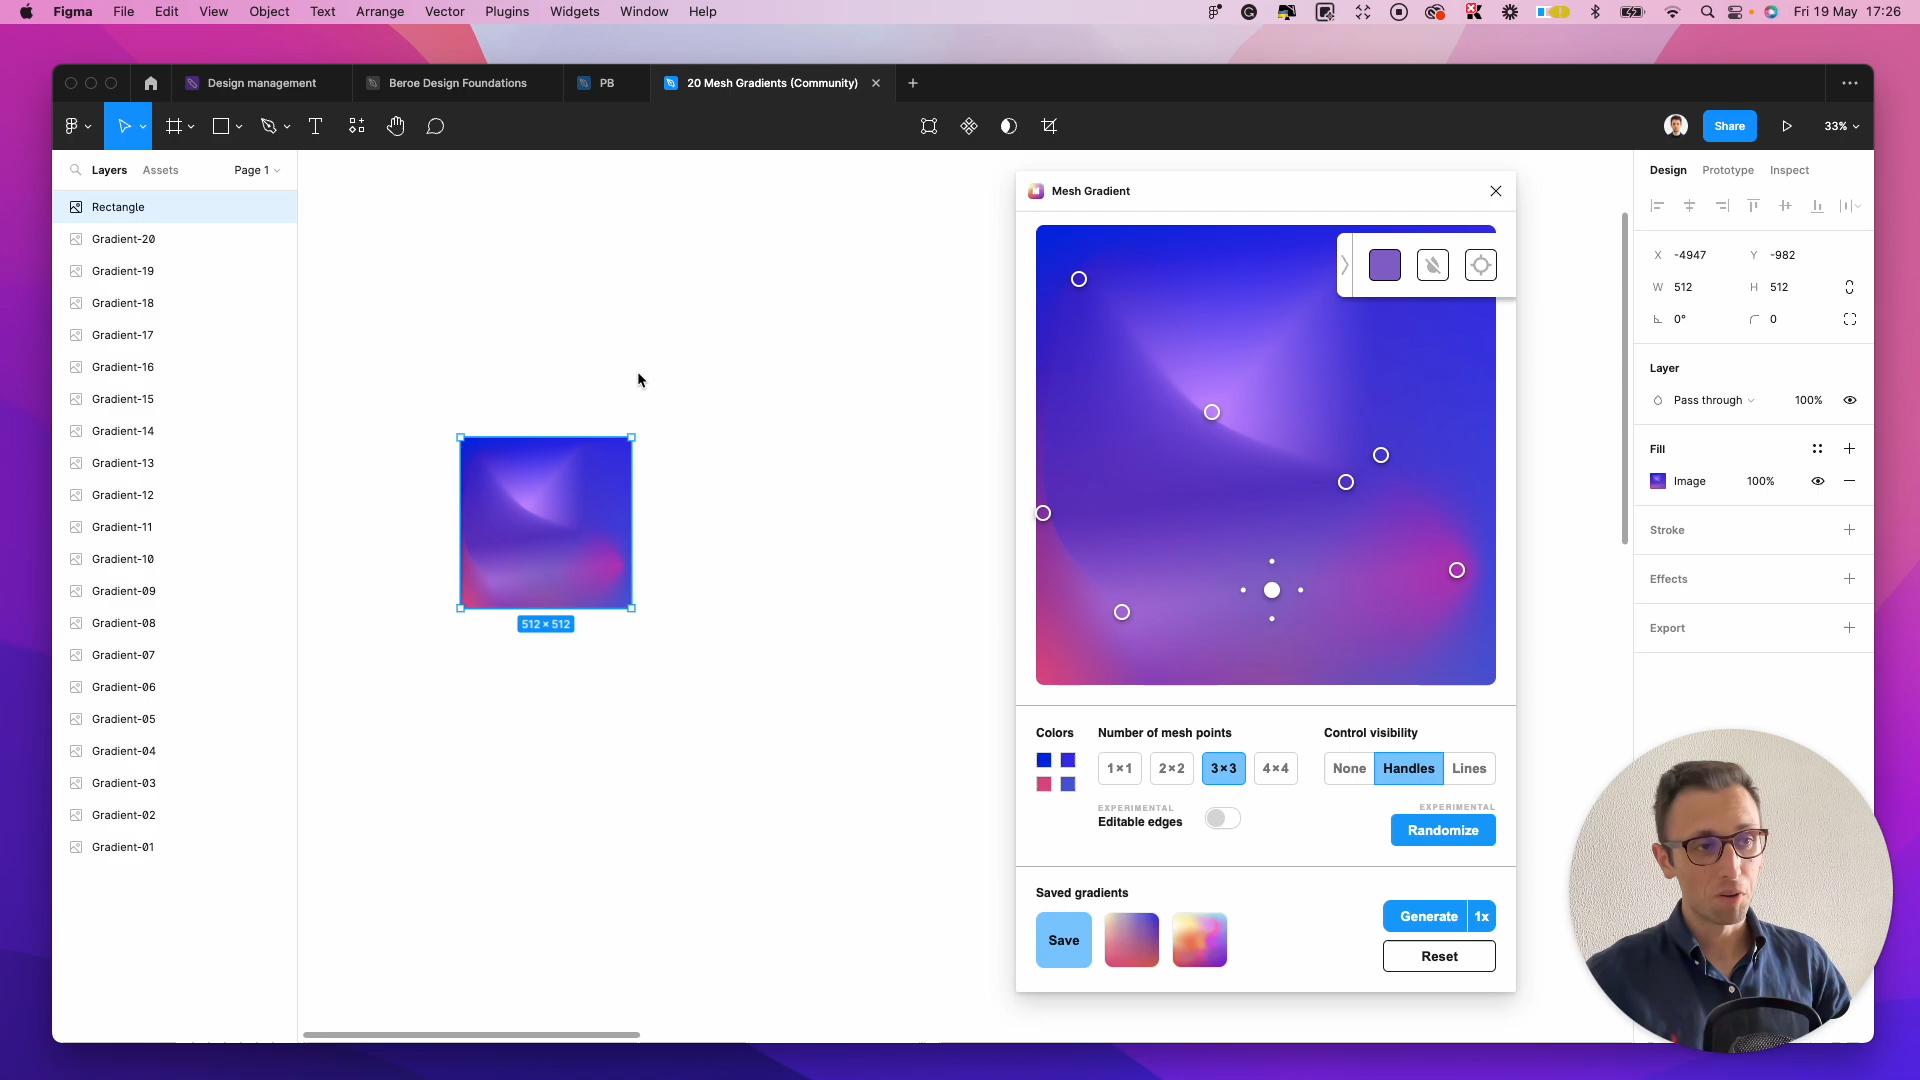 Figma File Edit View Object Text Arrange Vector Plugins Widgets Window Help
Fri 19 May 17:26
Design management
Beroe Design Foundations
PB
20 Mesh Gradients (Community)
Share
33%
Layers
Assets
Page 1
Rectangle
Gradient-20
Gradient-19
Gradient-18
Gradient-17
Gradient-16
Gradient-15
Gradient-14
Gradient-13
Gradient-12
Gradient-11
Gradient-10
Gradient-09
Gradient-08
Gradient-07
Gradient-06
Gradient-05
Gradient-04
Gradient-03
Gradient-02
Gradient-01
512 × 512
Mesh Gradient
Colors
Number of mesh points
1×1
2×2
3×3
4×4
EXPERIMENTAL
Editable edges
Control visibility
None
Handles
Lines
EXPERIMENTAL
Randomize
Saved gradients
Save
Generate
1x
Reset
Design
Prototype
Inspect
X -4947
Y -982
W 512
H 512
0°
0
Layer
Pass through
100%
Fill
Image
100%
Stroke
Effects
Export